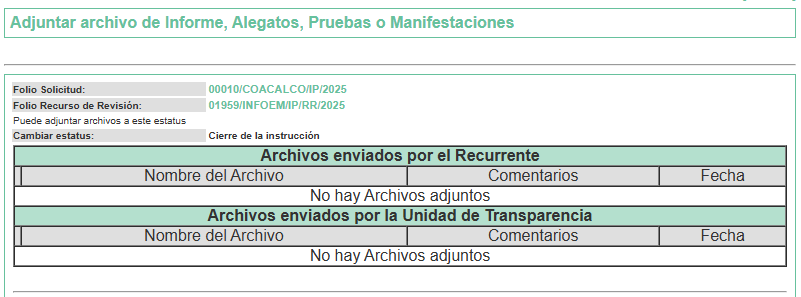 Adjuntar archivo de Informe, Alegatos, Pruebas o Manifestaciones
Folio Solicitud: 00010/COACALCO/IP/2025
Folio Recurso de Revisión: 01959/INFOEM/IP/RR/2025
Puede adjuntar archivos a este estatus
Cambiar estatus: Cierre de la instrucción
Archivos enviados por el Recurrente
Nombre del Archivo Comentarios Fecha
No hay Archivos adjuntos
Archivos enviados por la Unidad de Transparencia
Nombre del Archivo Comentarios Fecha
No hay Archivos adjuntos